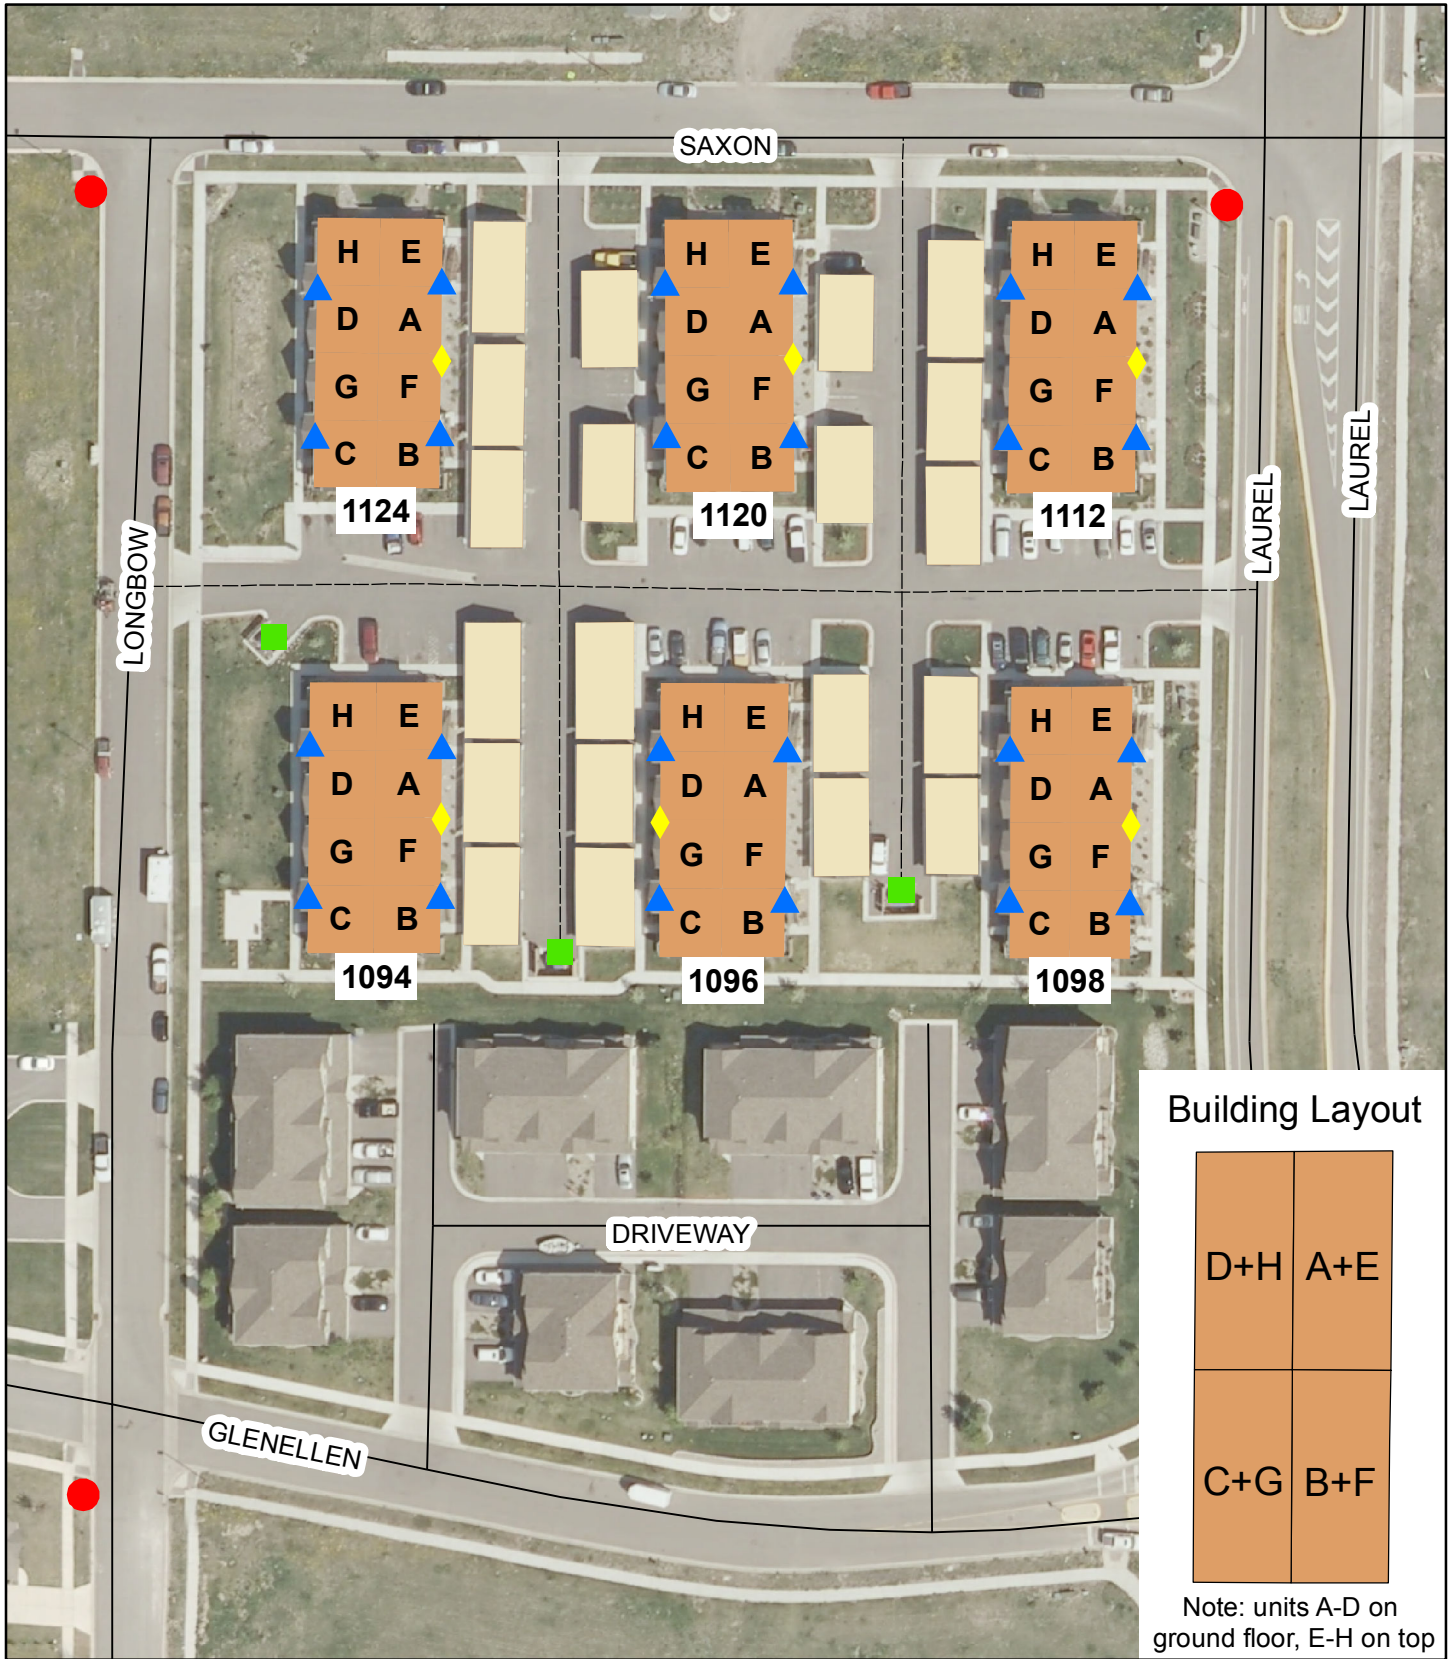 SAXON
H E
D A
G F
C B
1124
H E
D A
G F
C B
1120
H E
D A
G F
C B
1112
LONGBOW
LAUREL
LAUREL
ONLY
H E
D A
G F
C B
1094
H E
D A
G F
C B
1096
H E
D A
G F
C B
1098
DRIVEWAY
GLENELLEN
Building Layout
D+H A+E
C+G B+F
Note: units A-D on
ground floor, E-H on top